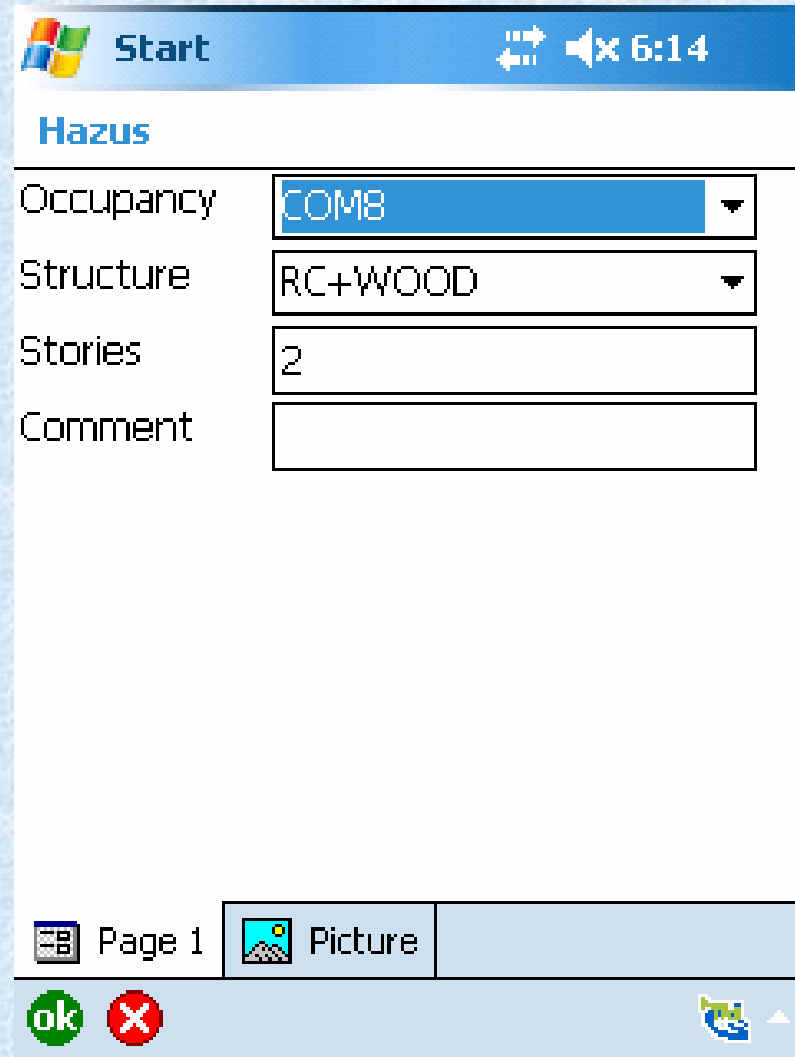 Start 6:14
Hazus
Occupancy COM8
Structure RC+WOOD
Stories 2
Comment
Page 1 Picture
ok